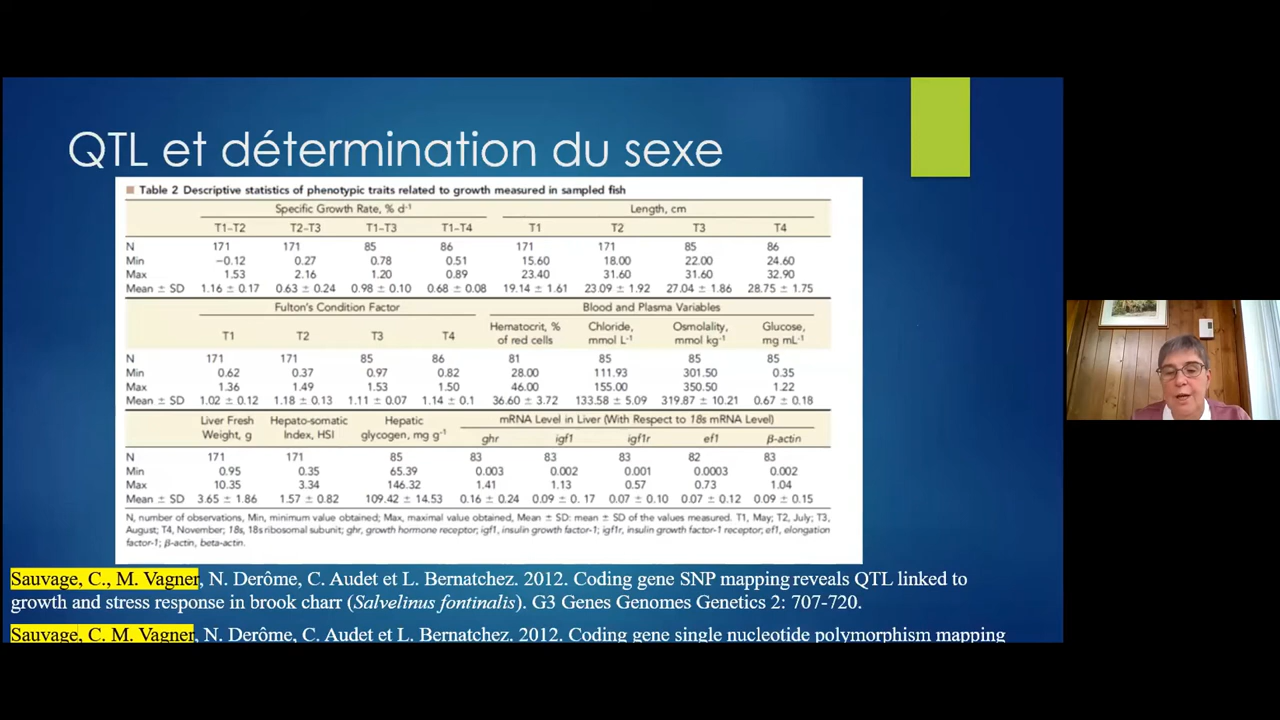 QTL et détermination du sexe
Table 2 Descriptive statistics of phenotypic traits related to growth measured in sampled fish
Specific Growth Rate, % d-1 Length, cm
T1–T2 T2–T3 T1–T3 T1–T4 T1 T2 T3 T4
N 171 171 85 86 171 171 85 86
Min −0.12 0.27 0.78 0.51 15.60 18.00 22.00 24.60
Max 1.53 2.16 1.20 0.89 23.40 31.60 31.60 32.90
Mean ± SD 1.16 ± 0.17 0.63 ± 0.24 0.98 ± 0.10 0.68 ± 0.08 19.14 ± 1.61 23.09 ± 1.92 27.04 ± 1.86 28.75 ± 1.75
Fulton's Condition Factor Blood and Plasma Variables
T1 T2 T3 T4 Hematocrit, % of red cells Chloride, mmol L-1 Osmolality, mmol kg-1 Glucose, mg mL-1
N 171 171 85 86 81 85 85 85
Min 0.62 0.37 0.97 0.82 28.00 111.93 301.50 0.35
Max 1.36 1.49 1.53 1.50 46.00 155.00 350.50 1.22
Mean ± SD 1.02 ± 0.12 1.18 ± 0.13 1.11 ± 0.07 1.14 ± 0.1 36.60 ± 3.72 133.58 ± 5.09 319.87 ± 10.21 0.67 ± 0.18
Liver Fresh Weight, g Hepato-somatic Index, HSI Hepatic glycogen, mg g-1 mRNA Level in Liver (With Respect to 18s mRNA Level)
ghr igf1 igf1r ef1 β-actin
N 171 171 85 83 83 83 82 83
Min 0.95 0.35 65.39 0.003 0.002 0.001 0.0003 0.002
Max 10.35 3.34 146.32 1.41 1.13 0.57 0.73 1.04
Mean ± SD 3.65 ± 1.86 1.57 ± 0.82 109.42 ± 14.53 0.16 ± 0.24 0.09 ± 0. 17 0.07 ± 0.10 0.07 ± 0.12 0.09 ± 0.15
N, number of observations, Min, minimum value obtained; Max, maximal value obtained, Mean ± SD: mean ± SD of the values measured. T1, May; T2, July; T3,
August; T4, November; 18s, 18s ribosomal subunit; ghr, growth hormone receptor; igf1, insulin growth factor-1; igf1r, insulin growth factor-1 receptor; ef1, elongation
factor-1; β-actin, beta-actin.
Sauvage, C., M. Vagner, N. Derôme, C. Audet et L. Bernatchez. 2012. Coding gene SNP mapping reveals QTL linked to
growth and stress response in brook charr (Salvelinus fontinalis). G3 Genes Genomes Genetics 2: 707-720.
Sauvage, C. M. Vagner, N. Derôme, C. Audet et L. Bernatchez. 2012. Coding gene single nucleotide polymorphism mapping